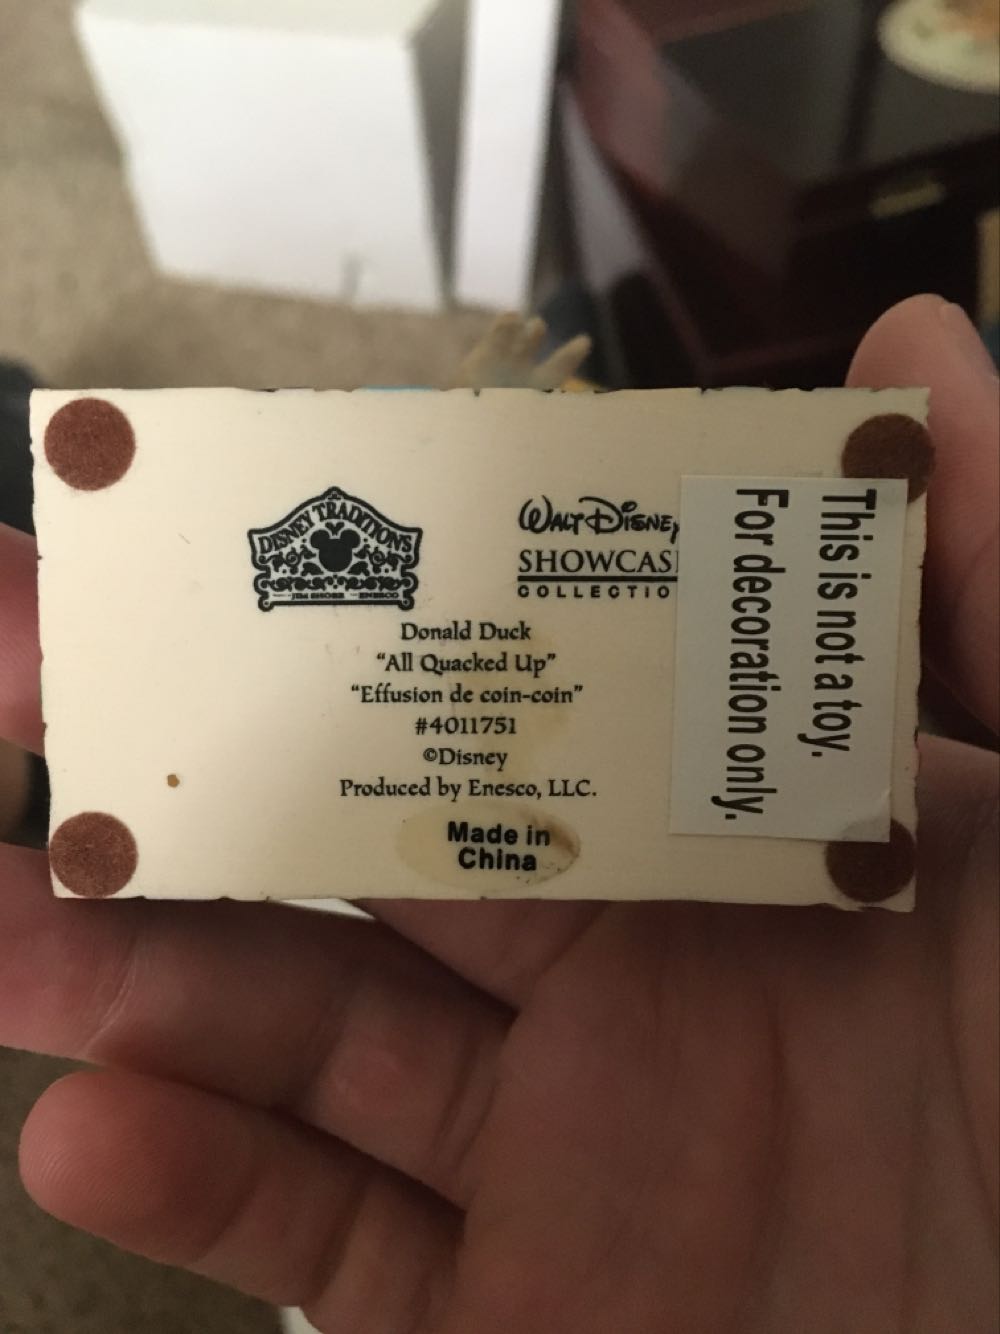 DISNEY TRADITIONS
JIM SHORE ENESCO
WALT DISNEY
SHOWCAS
COLLECTIO
Donald Duck
"All Quacked Up"
"Effusion de coin-coin"
#4011751
©Disney
Produced by Enesco, LLC.
Made in
China
This is not a toy.
For decoration only.